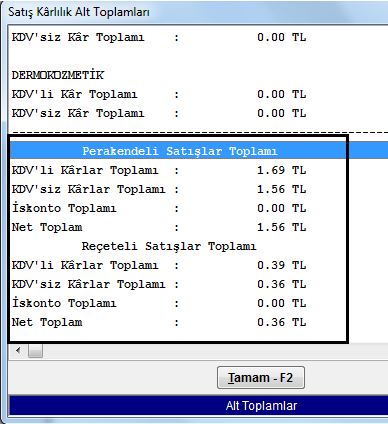 Satış Kârlılık Alt Toplamları
KDV'siz Kâr Toplamı : 0.00 TL
DERMOKOZMETİK
KDV'li Kâr Toplamı : 0.00 TL
KDV'siz Kâr Toplamı : 0.00 TL
Perakendeli Satışlar Toplamı
KDV'li Kârlar Toplamı : 1.69 TL
KDV'siz Kârlar Toplamı : 1.56 TL
İskonto Toplamı : 0.00 TL
Net Toplam : 1.56 TL
Reçeteli Satışlar Toplamı
KDV'li Kârlar Toplamı : 0.39 TL
KDV'siz Kârlar Toplamı : 0.36 TL
İskonto Toplamı : 0.00 TL
Net Toplam : 0.36 TL
Tamam - F2
Alt Toplamlar